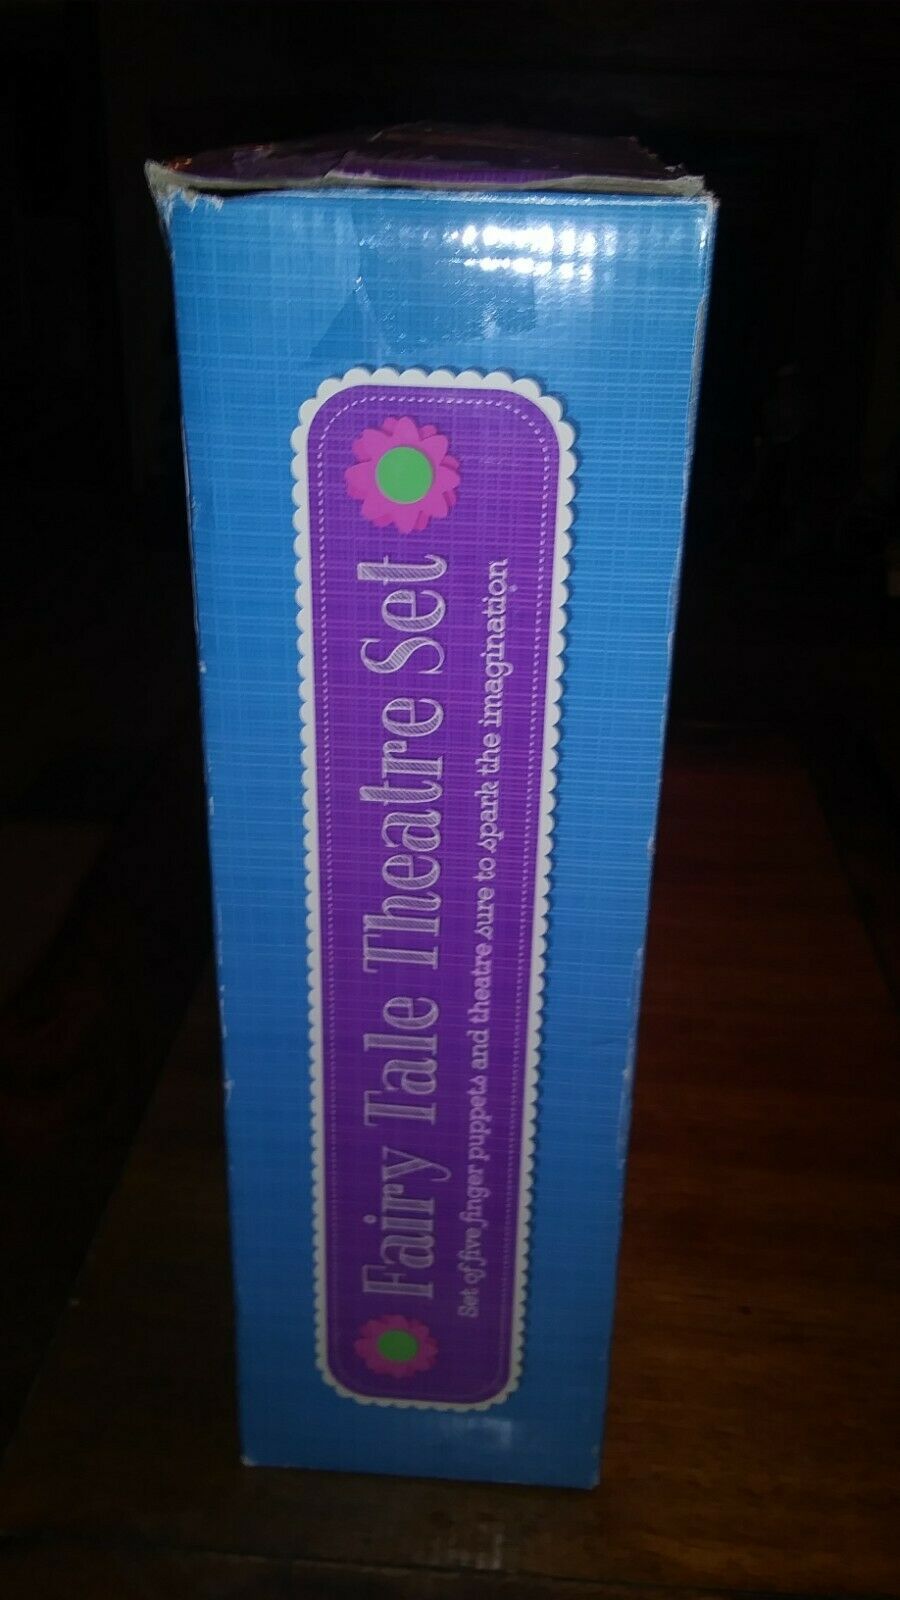 Fairy Tale Theatre Set
Set of five finger puppets and theatre sure to spark the imagination